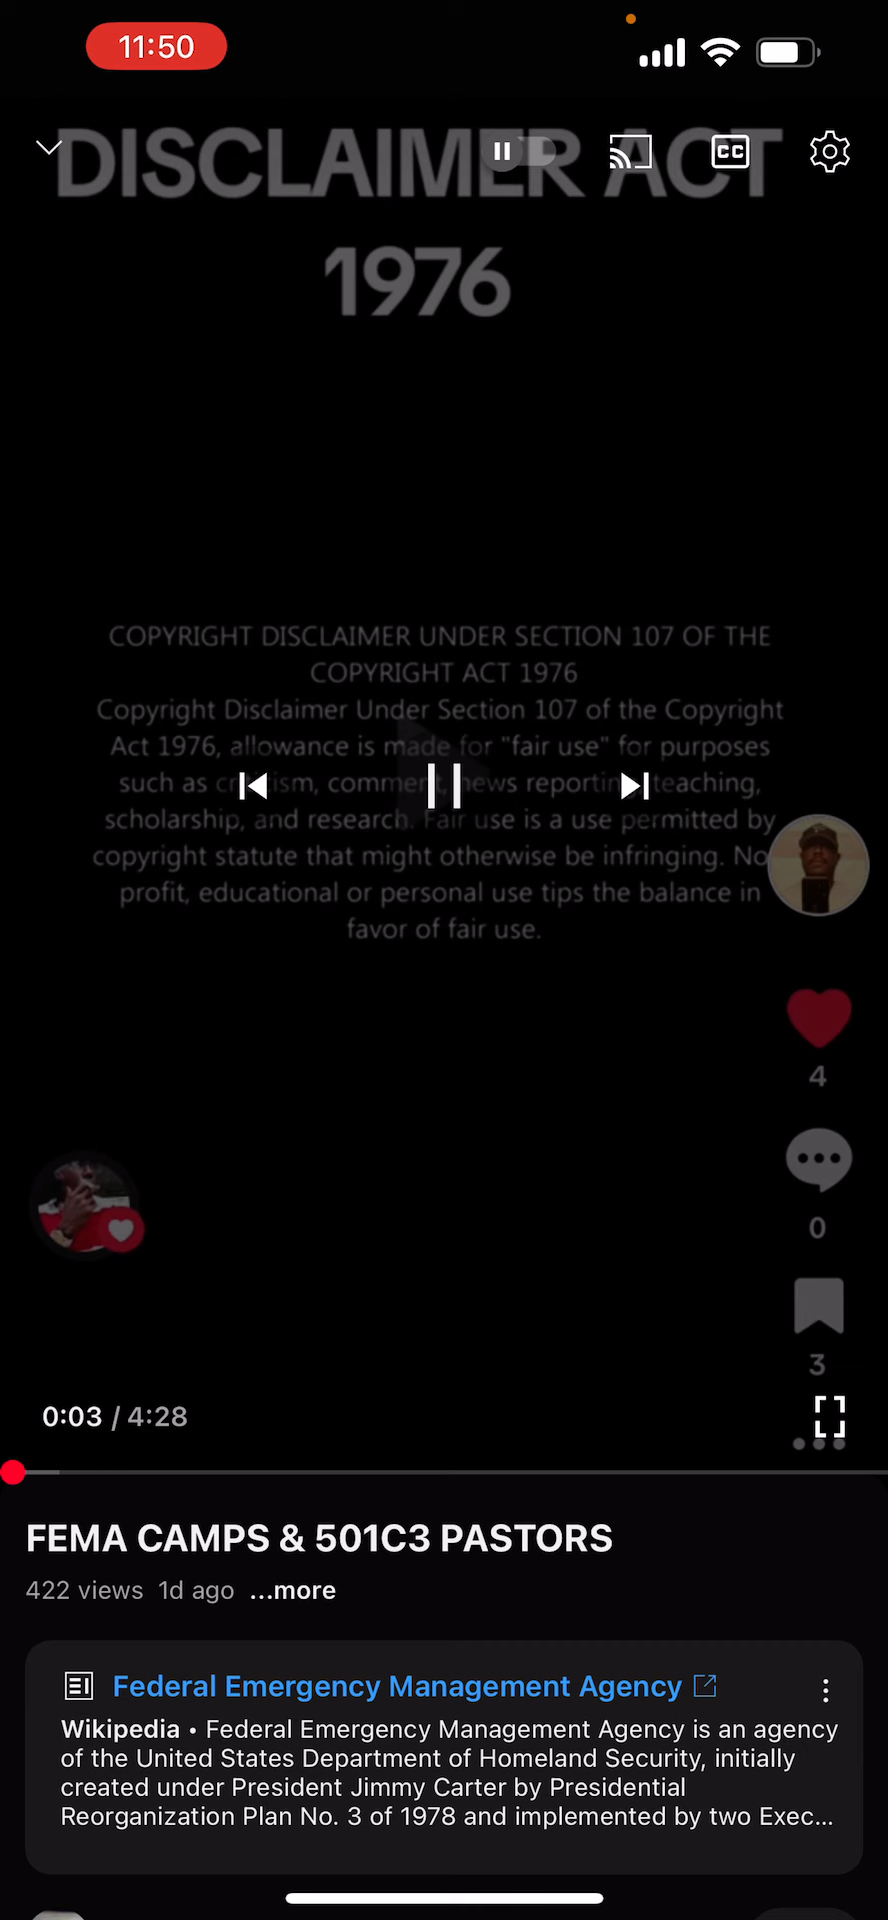 11:50
DISCLAIMER ACT
CC
1976
COPYRIGHT DISCLAIMER UNDER SECTION 107 OF THE
COPYRIGHT ACT 1976
Copyright Disclaimer Under Section 107 of the Copyright
Act 1976, allowance is made for "fair use" for purposes
such as criticism, comment, news reporting, teaching,
scholarship, and research. Fair use is a use permitted by
copyright statute that might otherwise be infringing. No
profit, educational or personal use tips the balance in
favor of fair use.
4
0
3
0:03 / 4:28
FEMA CAMPS & 501C3 PASTORS
422 views 1d ago ...more
Federal Emergency Management Agency
Wikipedia • Federal Emergency Management Agency is an agency
of the United States Department of Homeland Security, initially
created under President Jimmy Carter by Presidential
Reorganization Plan No. 3 of 1978 and implemented by two Exec...